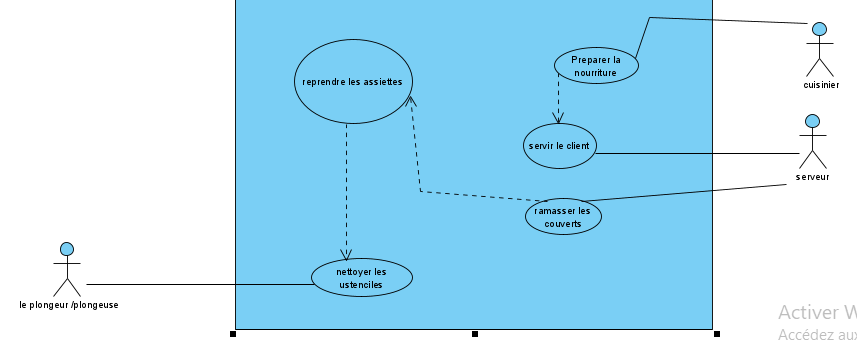 reprendre les assiettes
Preparer la
nourriture
cuisinier
servir le client
serveur
ramasser les
couverts
nettoyer les
ustenciles
le plongeur /plongeuse
Activer W
Accédez aux